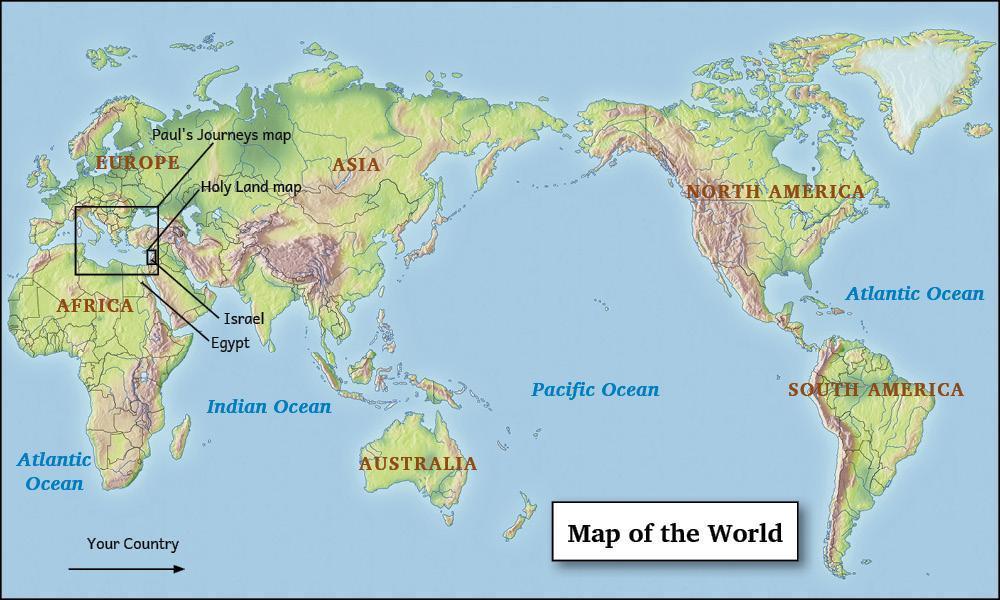 Paul's Journeys map
EUROPE
ASIA
Holy Land map
NORTH AMERICA
Atlantic Ocean
AFRICA
Israel
Egypt
Pacific Ocean
SOUTH AMERICA
Indian Ocean
Atlantic
Ocean
AUSTRALIA
Map of the World
Your Country